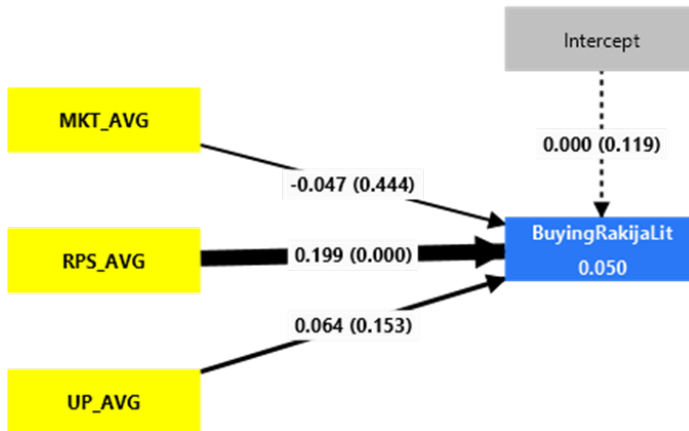 Intercept
MKT_AVG
0.000 (0.119)
-0.047 (0.444)
BuyingRakijaLit
RPS_AVG
0.199 (0.000)
0.050
0.064 (0.153)
UP_AVG